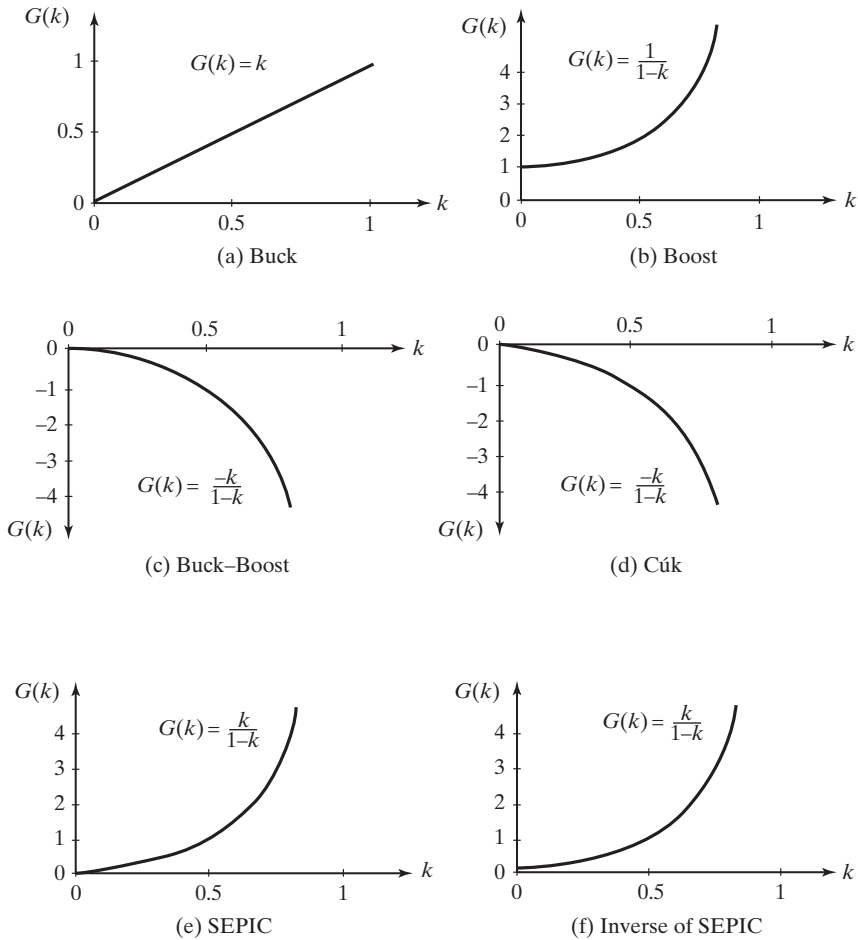 G(k)
1
0.5
0
G(k) = k
0
0.5
1
k
(a) Buck
G(k)
4
3
2
1
0
G(k) = 1/1–k
0
0.5
1
k
(b) Boost
0
0.5
1
k
0
–1
–2
–3
–4
G(k)
G(k) = –k/1–k
(c) Buck–Boost
0
0.5
1
k
0
–1
–2
–3
–4
G(k)
G(k) = –k/1–k
(d) Cúk
G(k)
4
3
2
1
0
G(k) = k/1–k
0
0.5
1
k
(e) SEPIC
G(k)
4
3
2
1
0
G(k) = k/1–k
0
0.5
1
k
(f) Inverse of SEPIC